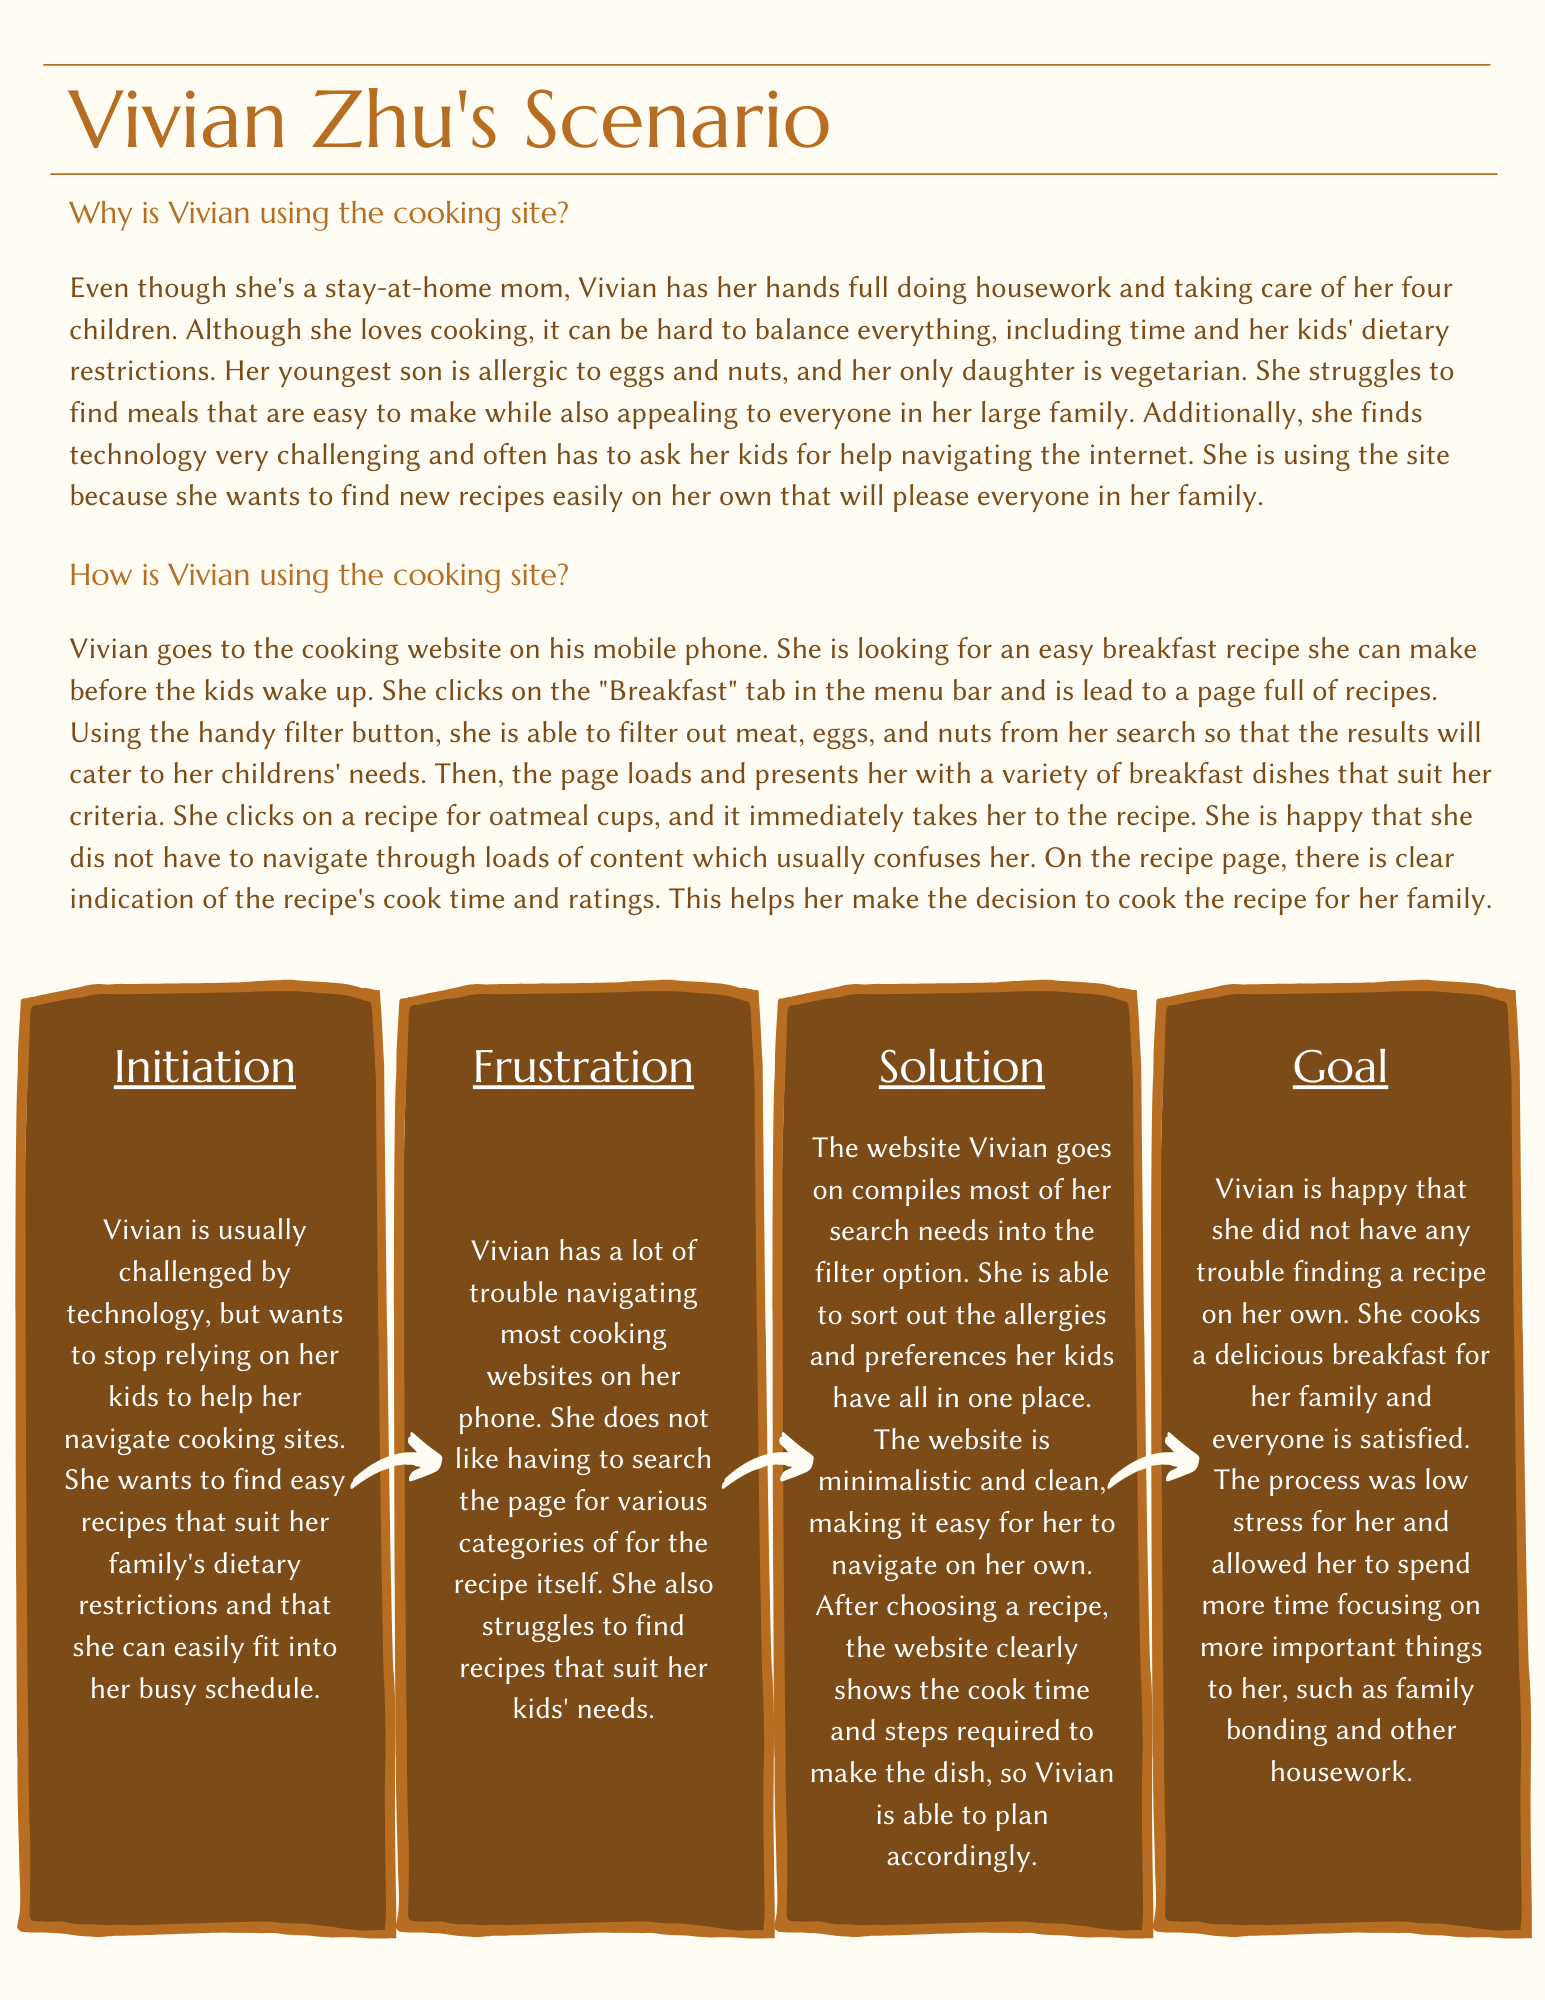 Vivian Zhu's Scenario
Why is Vivian using the cooking site?
Even though she's a stay-at-home mom, Vivian has her hands full doing housework and taking care of her four
children. Although she loves cooking, it can be hard to balance everything, including time and her kids' dietary
restrictions. Her youngest son is allergic to eggs and nuts, and her only daughter is vegetarian. She struggles to
find meals that are easy to make while also appealing to everyone in her large family. Additionally, she finds
technology very challenging and often has to ask her kids for help navigating the internet. She is using the site
because she wants to find new recipes easily on her own that will please everyone in her family.
How is Vivian using the cooking site?
Vivian goes to the cooking website on his mobile phone. She is looking for an easy breakfast recipe she can make
before the kids wake up. She clicks on the "Breakfast" tab in the menu bar and is lead to a page full of recipes.
Using the handy filter button, she is able to filter out meat, eggs, and nuts from her search so that the results will
cater to her childrens' needs. Then, the page loads and presents her with a variety of breakfast dishes that suit her
criteria. She clicks on a recipe for oatmeal cups, and it immediately takes her to the recipe. She is happy that she
dis not have to navigate through loads of content which usually confuses her. On the recipe page, there is clear
indication of the recipe's cook time and ratings. This helps her make the decision to cook the recipe for her family.
Initiation
Vivian is usually
challenged by
technology, but wants
to stop relying on her
kids to help her
navigate cooking sites.
She wants to find easy
recipes that suit her
family's dietary
restrictions and that
she can easily fit into
her busy schedule.
Frustration
Vivian has a lot of
trouble navigating
most cooking
websites on her
phone. She does not
like having to search
the page for various
categories of for the
recipe itself. She also
struggles to find
recipes that suit her
kids' needs.
Solution
The website Vivian goes
on compiles most of her
search needs into the
filter option. She is able
to sort out the allergies
and preferences her kids
have all in one place.
The website is
minimalistic and clean,
making it easy for her to
navigate on her own.
After choosing a recipe,
the website clearly
shows the cook time
and steps required to
make the dish, so Vivian
is able to plan
accordingly.
Goal
Vivian is happy that
she did not have any
trouble finding a recipe
on her own. She cooks
a delicious breakfast for
her family and
everyone is satisfied.
The process was low
stress for her and
allowed her to spend
more time focusing on
more important things
to her, such as family
bonding and other
housework.